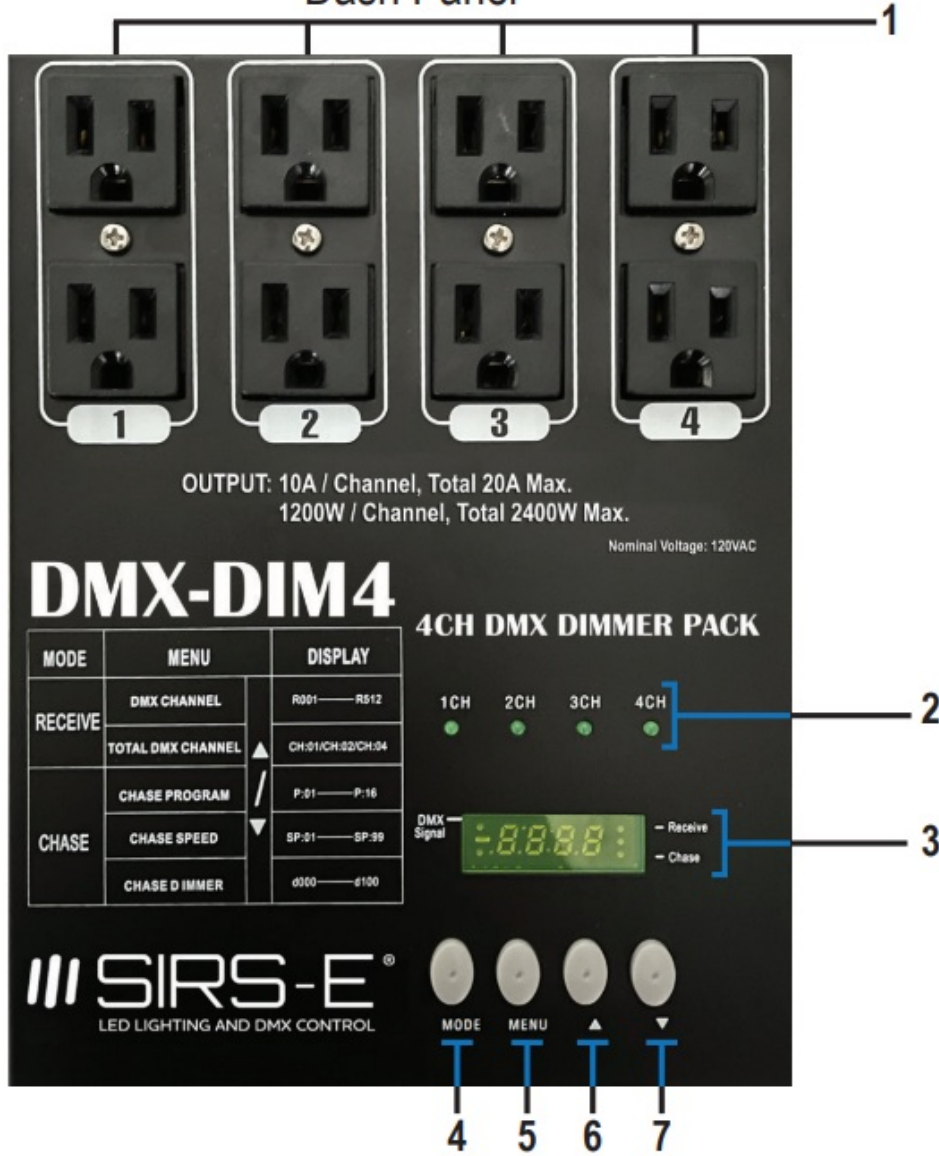 Dash Panel
1
1 2 3 4
OUTPUT: 10A / Channel, Total 20A Max.
1200W / Channel, Total 2400W Max.
Nominal Voltage: 120VAC
DMX-DIM4
4CH DMX DIMMER PACK
MODE MENU DISPLAY
RECEIVE
DMX CHANNEL R001——R512
TOTAL DMX CHANNEL CH:01/CH:02/CH:04
▲
/
▼
CHASE
CHASE PROGRAM P:01——P:16
CHASE SPEED SP:01——SP:99
CHASE DIMMER d000——d100
1CH 2CH 3CH 4CH
2
DMX
Signal
8888
Receive
Chase
3
SIRS-E®
LED LIGHTING AND DMX CONTROL
MODE MENU ▲ ▼
4 5 6 7